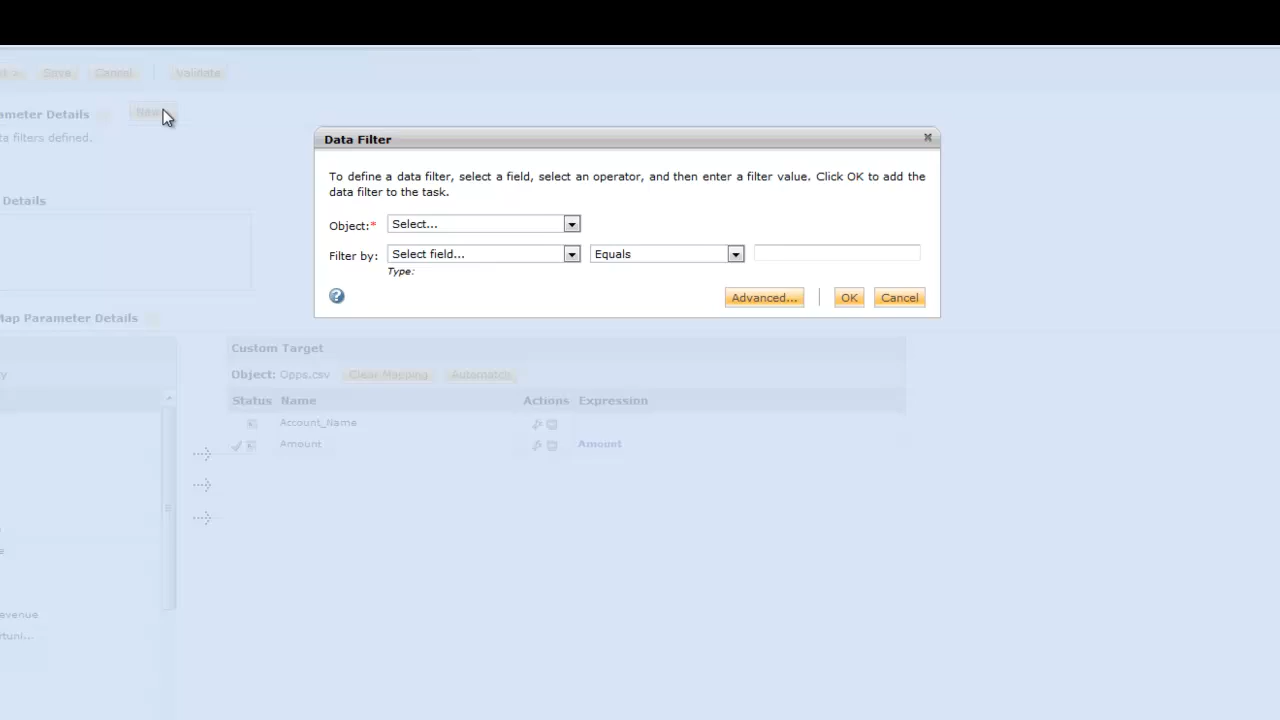 Save Cancel Validate
ameter Details New
ta filters defined.
Data Filter
To define a data filter, select a field, select an operator, and then enter a filter value. Click OK to add the
data filter to the task.
Details
Object:* Select...
Filter by: Select field... Equals
Type:
Advanced... OK Cancel
Map Parameter Details
Custom Target
Object: Opps.csv Clear Mapping Automatch
Status Name Actions Expression
Account_Name
Amount Amount
evenue
rtuni...